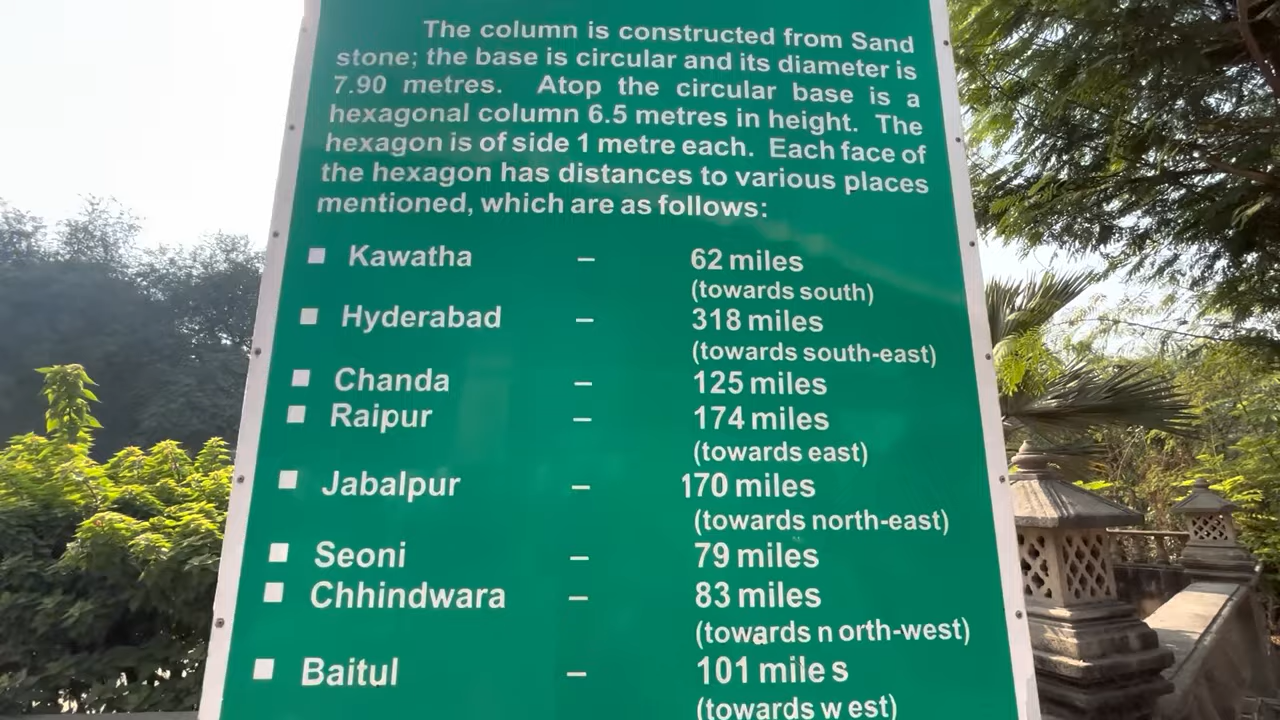 The column is constructed from Sand
stone; the base is circular and its diameter is
7.90 metres. Atop the circular base is a
hexagonal column 6.5 metres in height. The
hexagon is of side 1 metre each. Each face of
the hexagon has distances to various places
mentioned, which are as follows:
■ Kawatha – 62 miles
(towards south)
■ Hyderabad – 318 miles
(towards south-east)
■ Chanda – 125 miles
■ Raipur – 174 miles
(towards east)
■ Jabalpur – 170 miles
(towards north-east)
■ Seoni – 79 miles
■ Chhindwara – 83 miles
(towards n orth-west)
■ Baitul – 101 mile s
(towards w est)